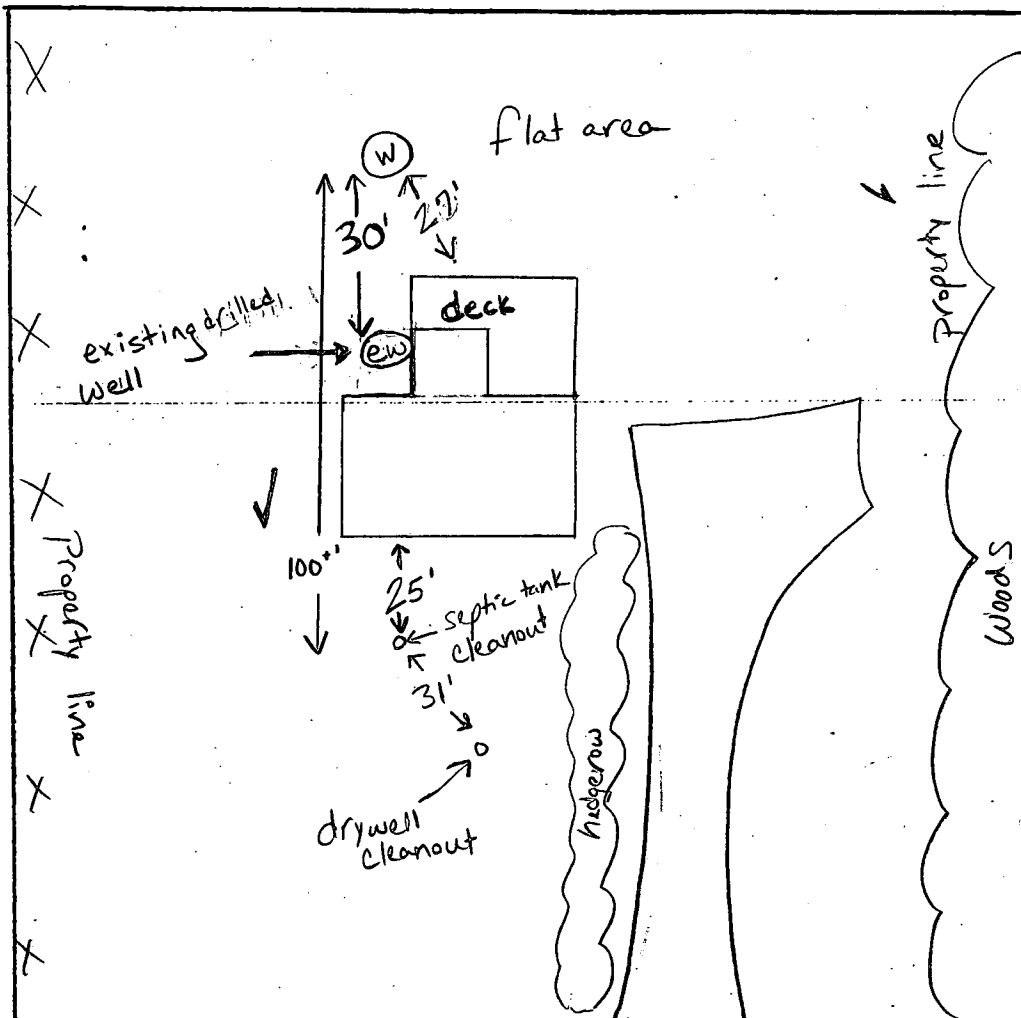 flat area
W
30'
deck
existing drilled
well
ew
Property line
Property line
100+'
25'
septic tank
cleanout
31'
drywell
cleanout
hedgerow
Woods